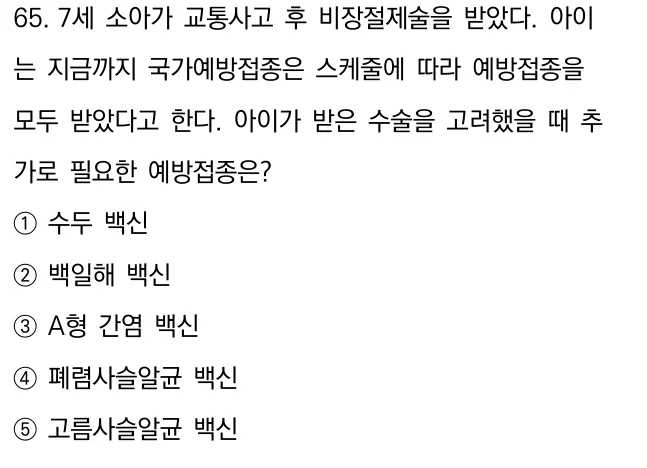 65. 7세 소아가 교통사고 후 비장절제술을 받았다. 아이
는 지금까지 국가예방접종은 스케줄에 따라 예방접종을
모두 받았다고 한다. 아이가 받은 수술을 고려했을 때 추
가로 필요한 예방접종은?
① 수두 백신
② 백일해 백신
③ A형 간염 백신
④ 폐렴사슬알균 백신
⑤ 고름사슬알균 백신